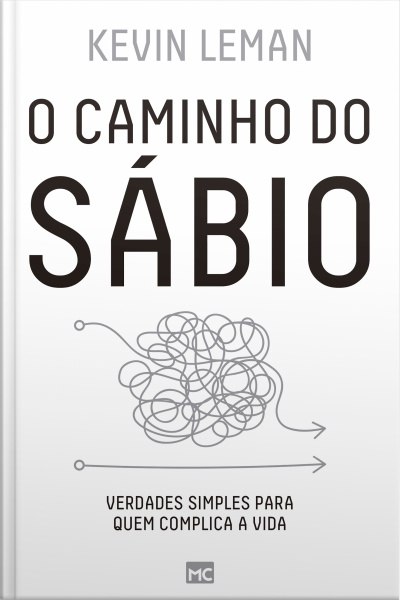 KEVIN LEMAN
O CAMINHO DO
SÁBIO
VERDADES SIMPLES PARA
QUEM COMPLICA A VIDA
MC